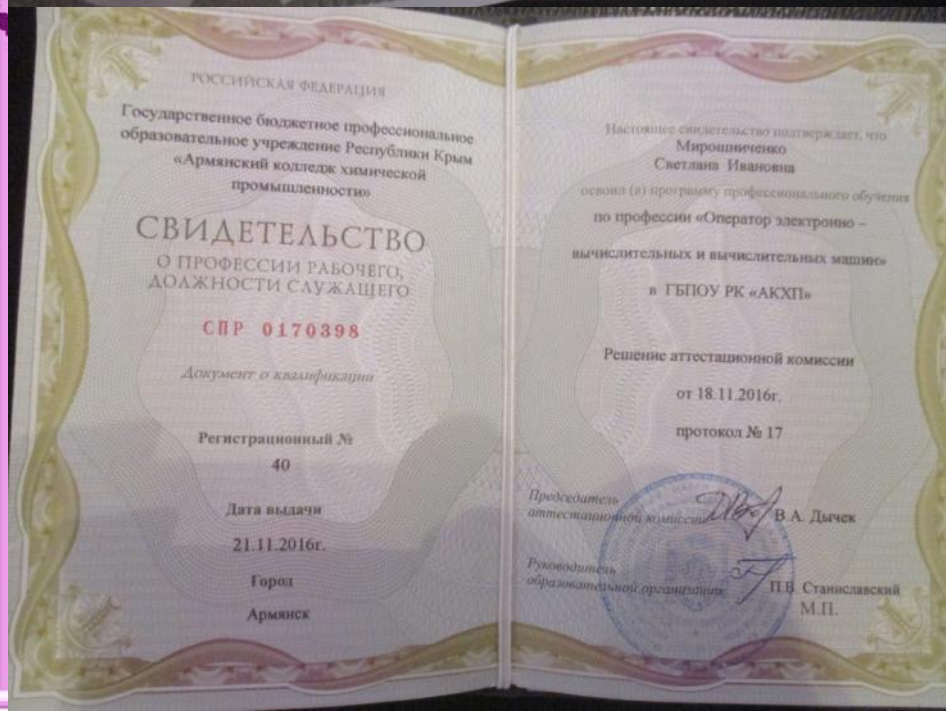 РОССИЙСКАЯ ФЕДЕРАЦИЯ
Государственное бюджетное профессиональное
образовательное учреждение Республики Крым
«Армянский колледж химической
промышленности»
СВИДЕТЕЛЬСТВО
О ПРОФЕССИИ РАБОЧЕГО,
ДОЛЖНОСТИ СЛУЖАЩЕГО
СПР 0170398
Документ о квалификации
Регистрационный №
40
Дата выдачи
21.11.2016г.
Город
Армянск
Настоящее свидетельство подтверждает, что
Мирошниченко
Светлана Ивановна
освоил (а) программу профессионального обучения
по профессии «Оператор электронно –
вычислительных и вычислительных машин»
в ГБПОУ РК «АКХП»
Решение аттестационной комиссии
от 18.11.2016г.
протокол № 17
Председатель
аттестационной комиссии
В.А. Дычек
Руководитель
образовательной организации
П.В. Станиславский
М.П.